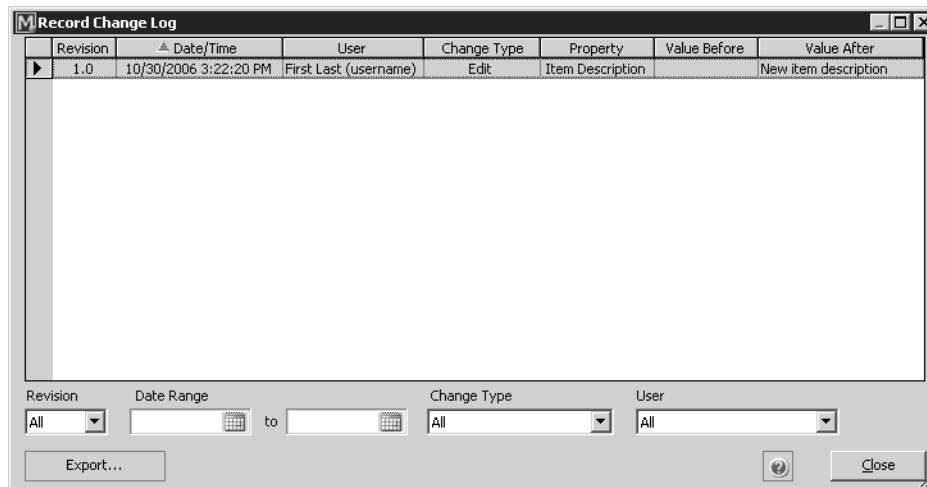 M Record Change Log
Revision Date/Time User Change Type Property Value Before Value After
1.0 10/30/2006 3:22:20 PM First Last (username) Edit Item Description New item description
Revision Date Range Change Type User
All to All All
Export... ? Close